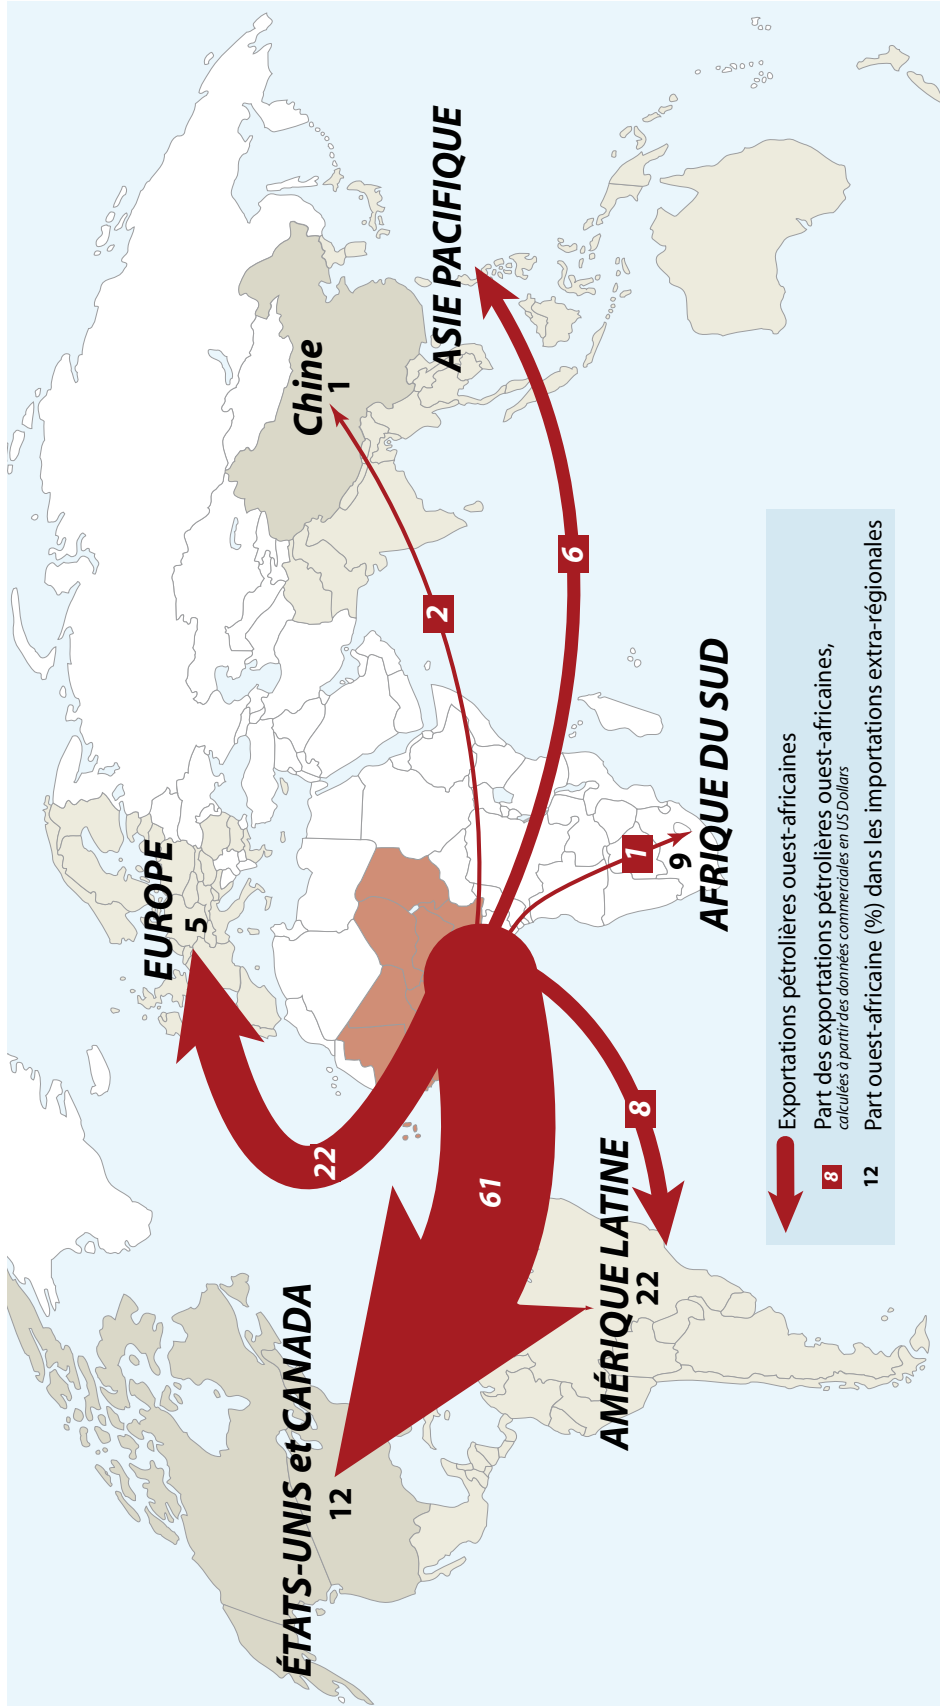 ÉTATS-UNIS et CANADA
12
EUROPE
5
Chine
1
ASIE PACIFIQUE
AMÉRIQUE LATINE
22
AFRIQUE DU SUD
9
22
61
8
2
6
1
Exportations pétrolières ouest-africaines
8 Part des exportations pétrolières ouest-africaines,
calculées à partir des données commerciales en US Dollars
12 Part ouest-africaine (%) dans les importations extra-régionales